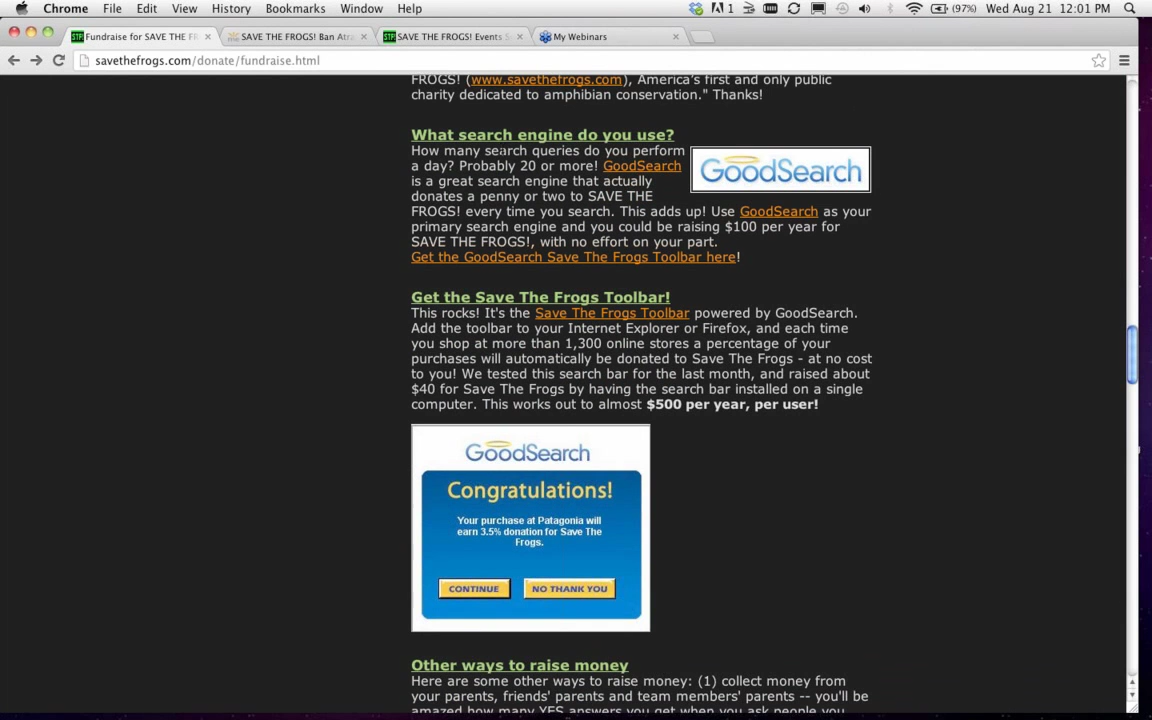 Chrome File Edit View History Bookmarks Window Help 1 (97%) Wed Aug 21 12:01 PM
Fundraise for SAVE THE FR SAVE THE FROGS! Ban Atra SAVE THE FROGS! Events S My Webinars
savethefrogs.com/donate/fundraise.html
FROGS! (www.savethefrogs.com), America's first and only public
charity dedicated to amphibian conservation." Thanks!
What search engine do you use?
How many search queries do you perform
a day? Probably 20 or more! GoodSearch
is a great search engine that actually
donates a penny or two to SAVE THE
FROGS! every time you search. This adds up! Use GoodSearch as your
primary search engine and you could be raising $100 per year for
SAVE THE FROGS!, with no effort on your part.
Get the GoodSearch Save The Frogs Toolbar here!
GoodSearch
Get the Save The Frogs Toolbar!
This rocks! It's the Save The Frogs Toolbar powered by GoodSearch.
Add the toolbar to your Internet Explorer or Firefox, and each time
you shop at more than 1,300 online stores a percentage of your
purchases will automatically be donated to Save The Frogs - at no cost
to you! We tested this search bar for the last month, and raised about
$40 for Save The Frogs by having the search bar installed on a single
computer. This works out to almost $500 per year, per user!
GoodSearch
Congratulations!
Your purchase at Patagonia will
earn 3.5% donation for Save The
Frogs.
CONTINUE NO THANK YOU
Other ways to raise money
Here are some other ways to raise money: (1) collect money from
your parents, friends' parents and team members' parents -- you'll be
amazed how many YES answers you get when you ask people you